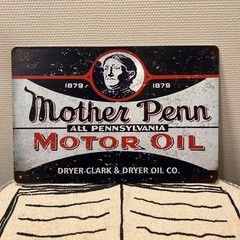 1879 1879
Mother Penn
ALL PENNSYLVANIA
MOTOR OIL
DRYER-CLARK & DRYER OIL CO.